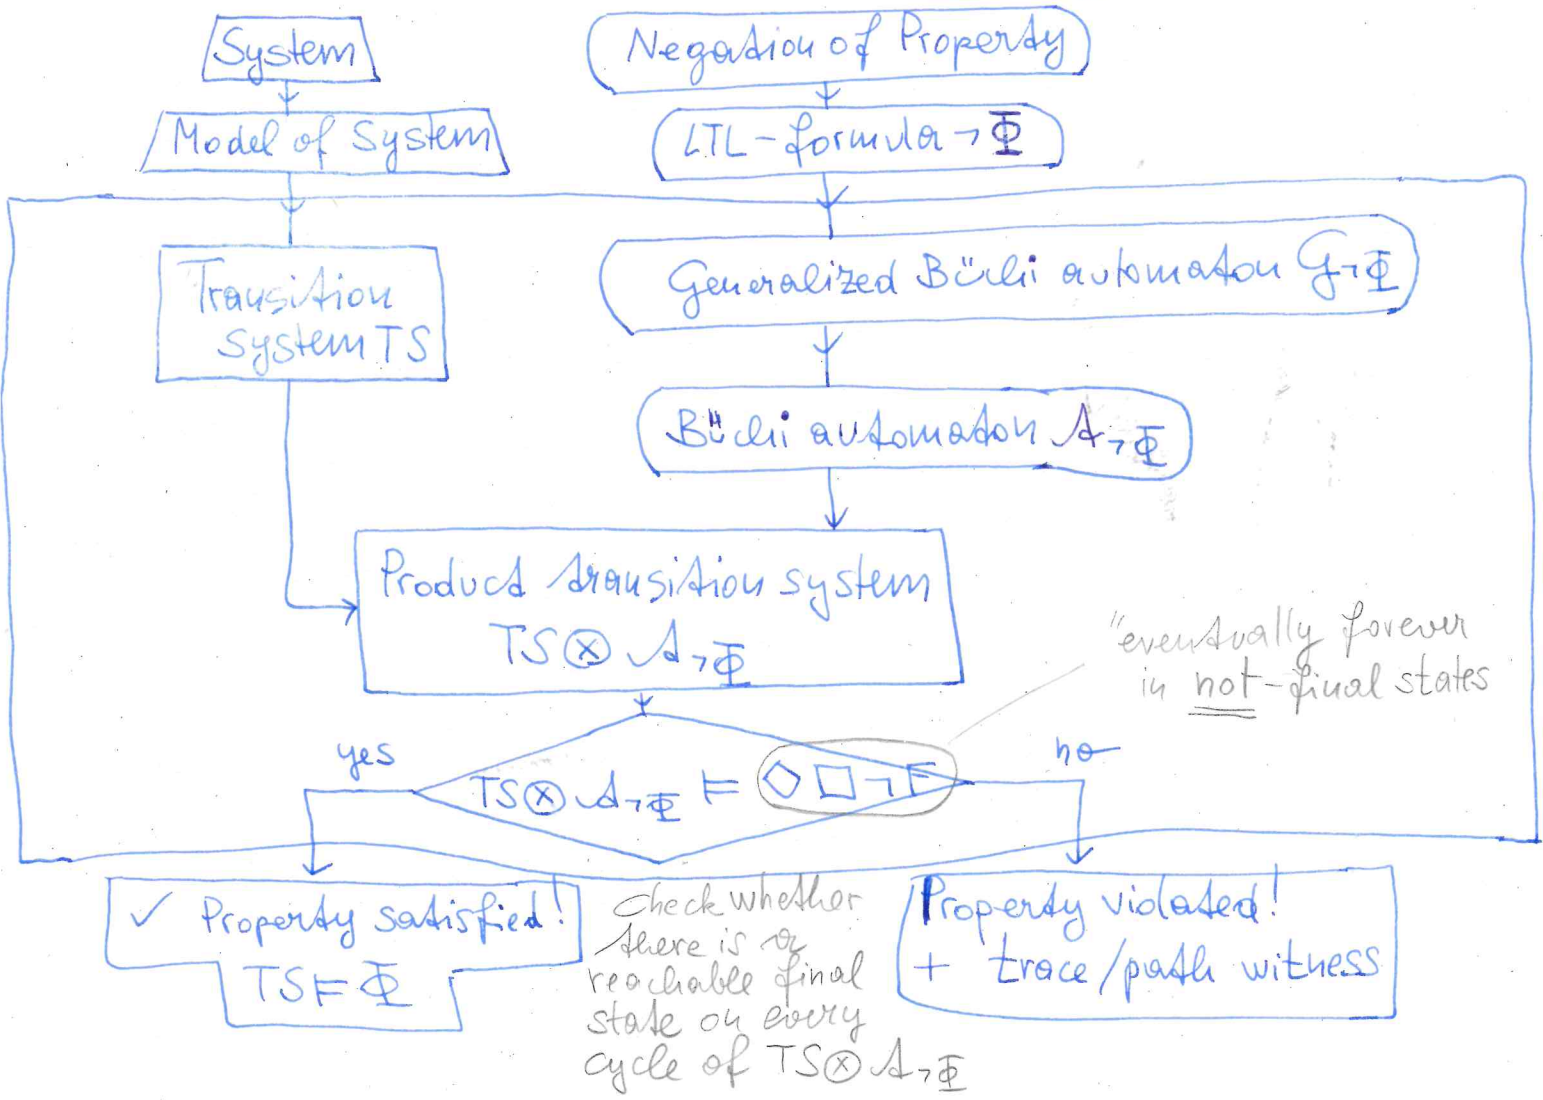 System
Negation of Property
Model of System
LTL-formula ¬Φ
Transition
system TS
Generalized Büchi automaton G¬Φ
Büchi automaton A¬Φ
Product transition system
TS⊗A¬Φ
"eventually forever
in not-final states
yes
TS⊗A¬Φ ⊨ ◇□¬F
no
✓ Property satisfied!
TS⊨Φ
check whether
there is a
reachable final
state on every
cycle of TS⊗A¬Φ
Property violated!
+ trace/path witness